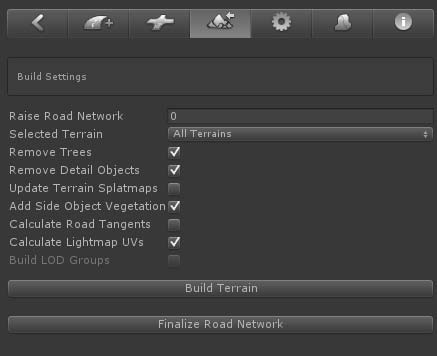 Build Settings
Raise Road Network 0
Selected Terrain All Terrains
Remove Trees
Remove Detail Objects
Update Terrain Splatmaps
Add Side Object Vegetation
Calculate Road Tangents
Calculate Lightmap UVs
Build LOD Groups
Build Terrain
Finalize Road Network